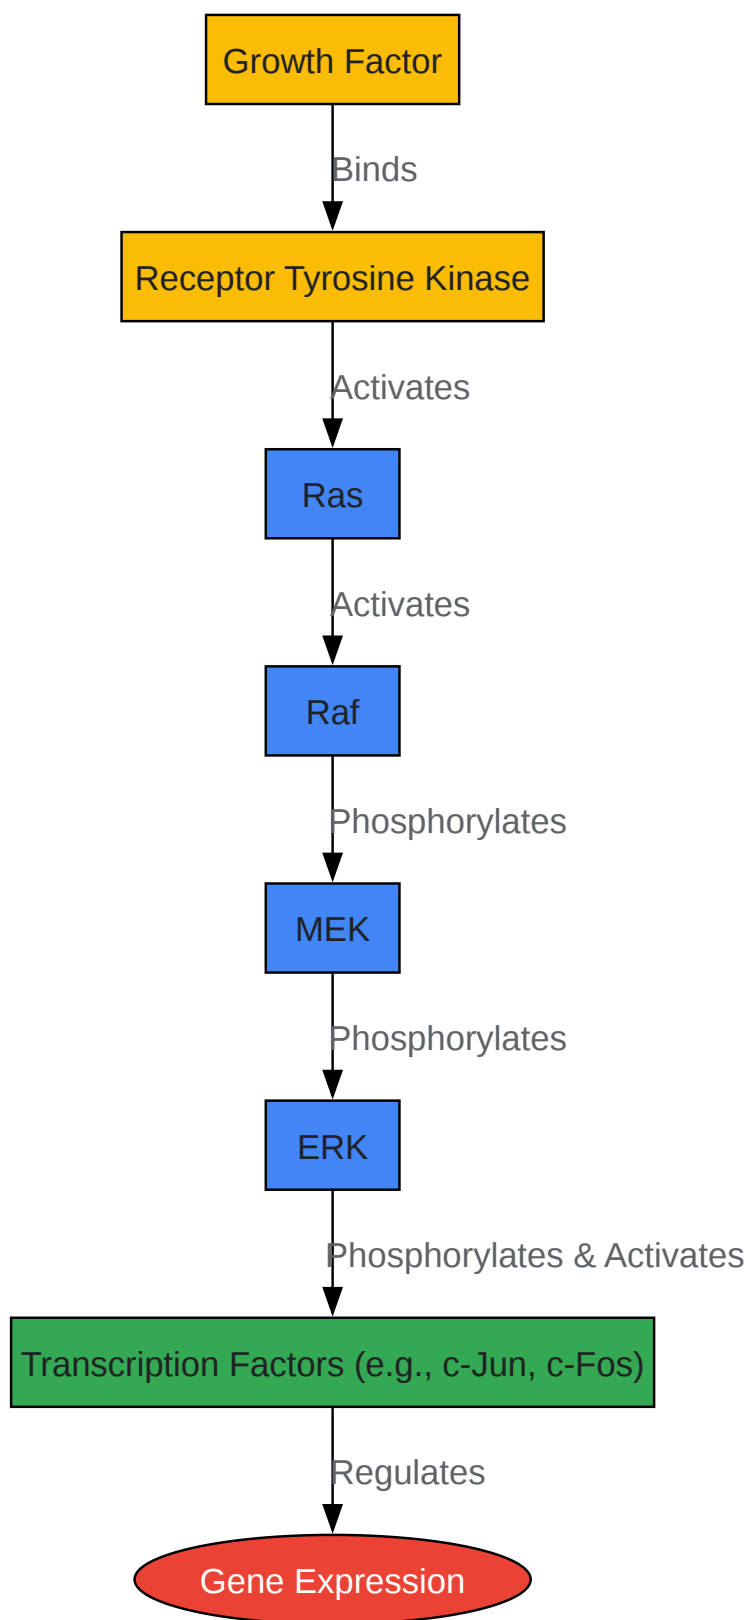 Growth Factor
Binds
Receptor Tyrosine Kinase
Activates
Ras
Activates
Raf
Phosphorylates
MEK
Phosphorylates
ERK
Phosphorylates & Activates
Transcription Factors (e.g., c-Jun, c-Fos)
Regulates
Gene Expression